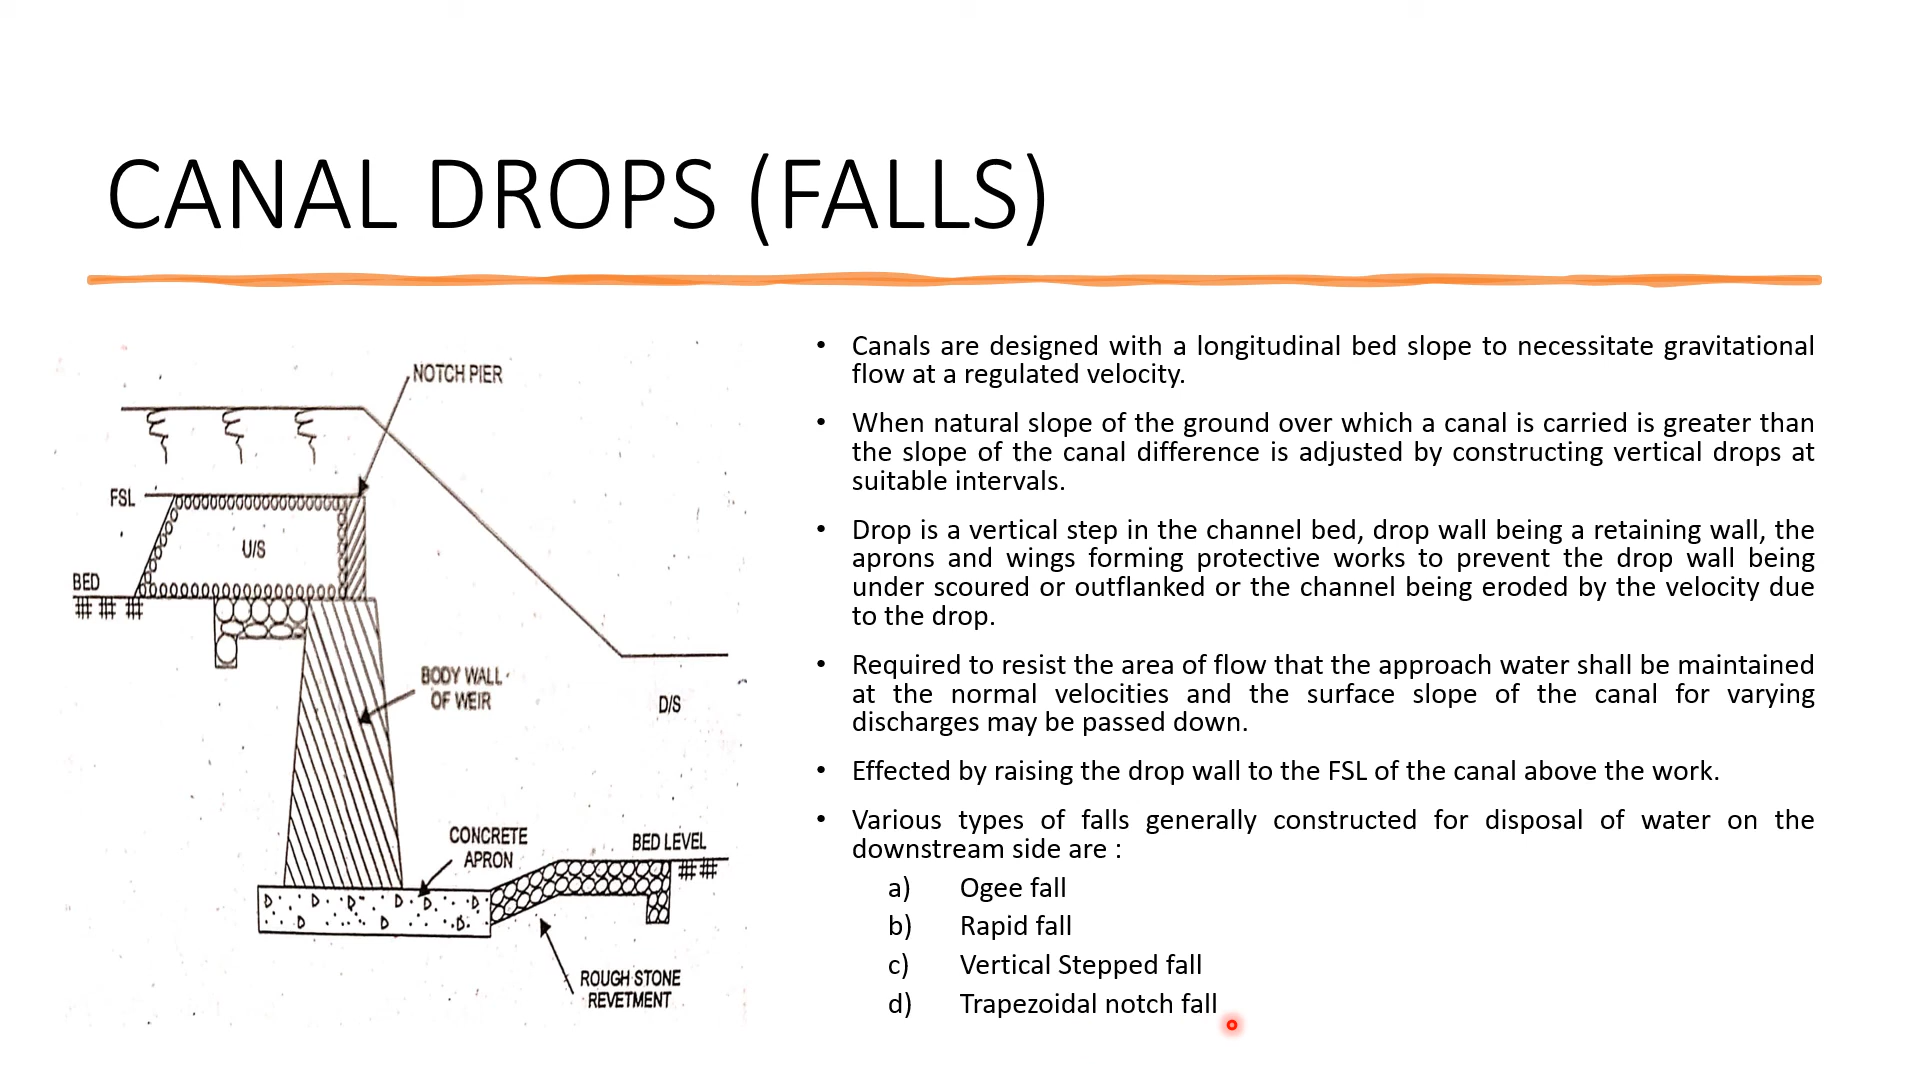 CANAL DROPS (FALLS)
NOTCH PIER
FSL
U/S
BED
BODY WALL
OF WEIR
D/S
CONCRETE
APRON
BED LEVEL
ROUGH STONE
REVETMENT
• Canals are designed with a longitudinal bed slope to necessitate gravitational
flow at a regulated velocity.
• When natural slope of the ground over which a canal is carried is greater than
the slope of the canal difference is adjusted by constructing vertical drops at
suitable intervals.
• Drop is a vertical step in the channel bed, drop wall being a retaining wall, the
aprons and wings forming protective works to prevent the drop wall being
under scoured or outflanked or the channel being eroded by the velocity due
to the drop.
• Required to resist the area of flow that the approach water shall be maintained
at the normal velocities and the surface slope of the canal for varying
discharges may be passed down.
• Effected by raising the drop wall to the FSL of the canal above the work.
• Various types of falls generally constructed for disposal of water on the
downstream side are :
a) Ogee fall
b) Rapid fall
c) Vertical Stepped fall
d) Trapezoidal notch fall